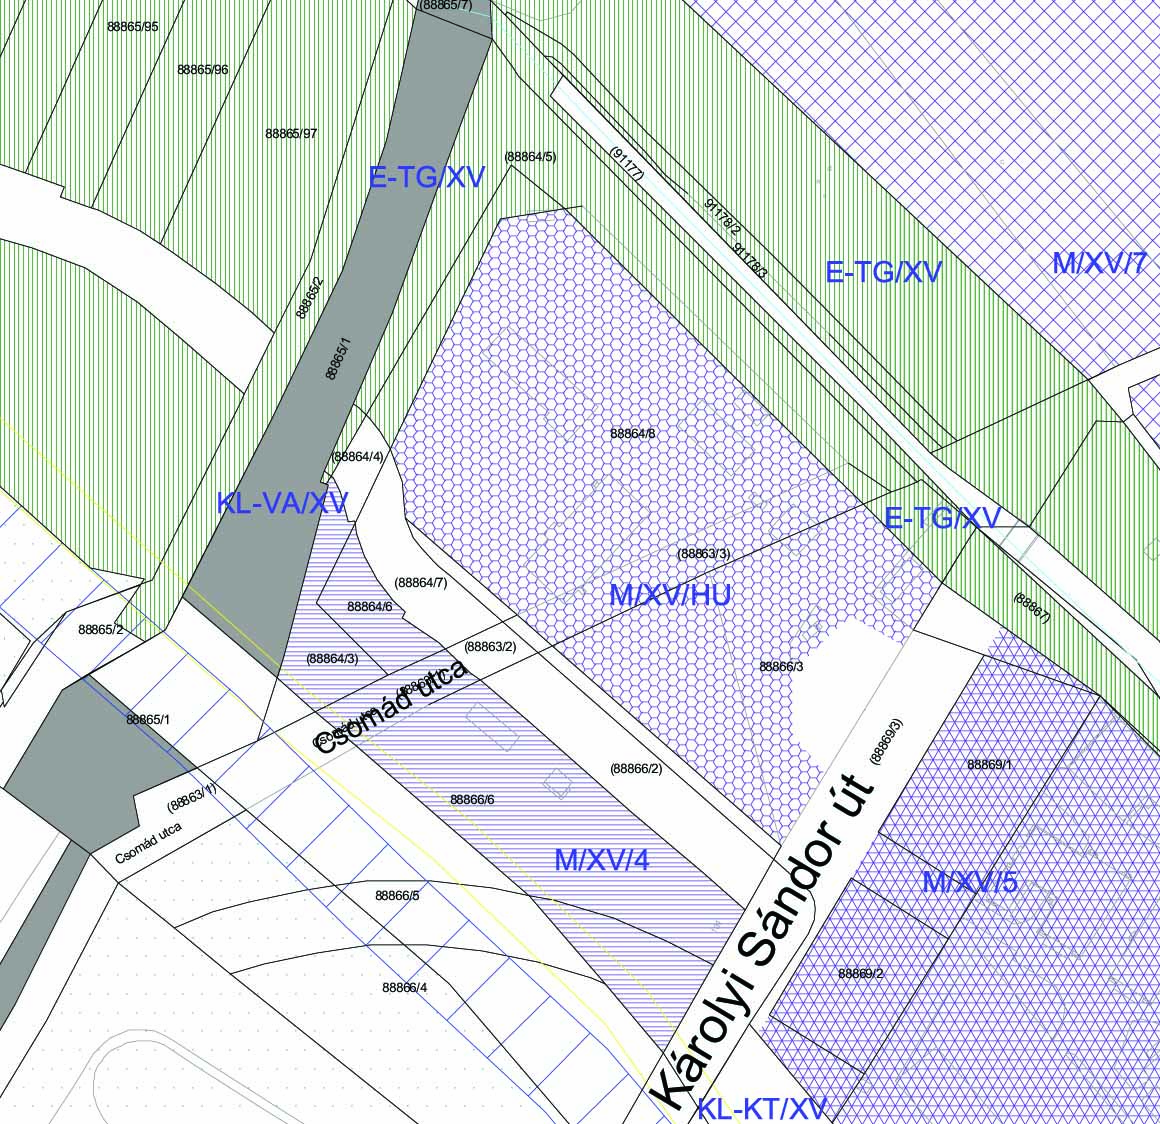 (88865/7)
88865/95
88865/96
88865/97
(88864/5)
(91177)
E-TG/XV
91178/2
91178/3
E-TG/XV
M/XV/7
88865/2
88865/1
88864/8
(88864/4)
KL-VA/XV
E-TG/XV
(88863/3)
(88864/7)
M/XV/HU
88864/6
(88867)
88865/2
(88863/2)
(88864/3)
88866/3
Csomád utca
Csomád utca
88865/1
(88869/3)
88869/1
(88866/2)
(88863/1)
88866/6
Csomád utca
M/XV/4
M/XV/5
88866/5
Károlyi Sándor út
88869/2
88866/4
KL-KT/XV